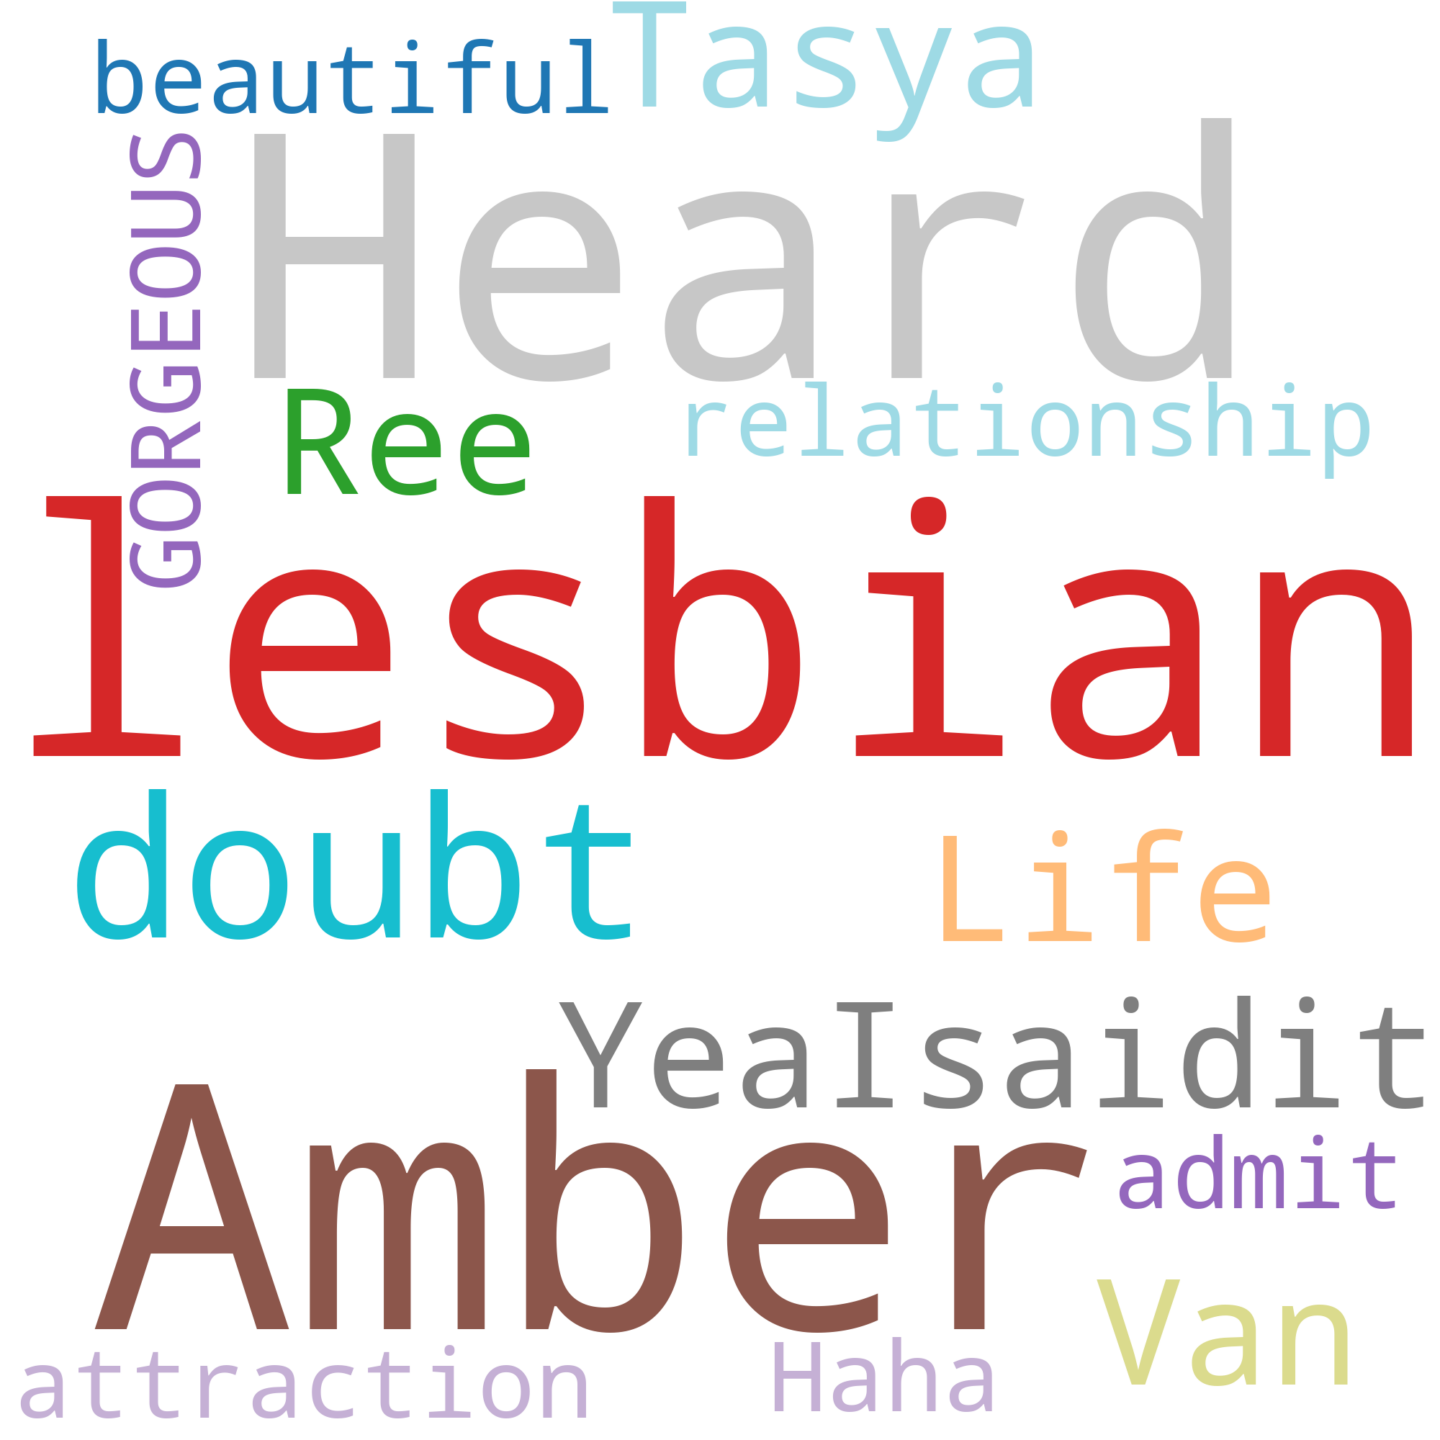 Tasya
beautiful
GORGEOUS
Heard
Ree
relationship
lesbian
doubt
Life
YeaIsaidit
Amber
admit
Van
attraction
Haha